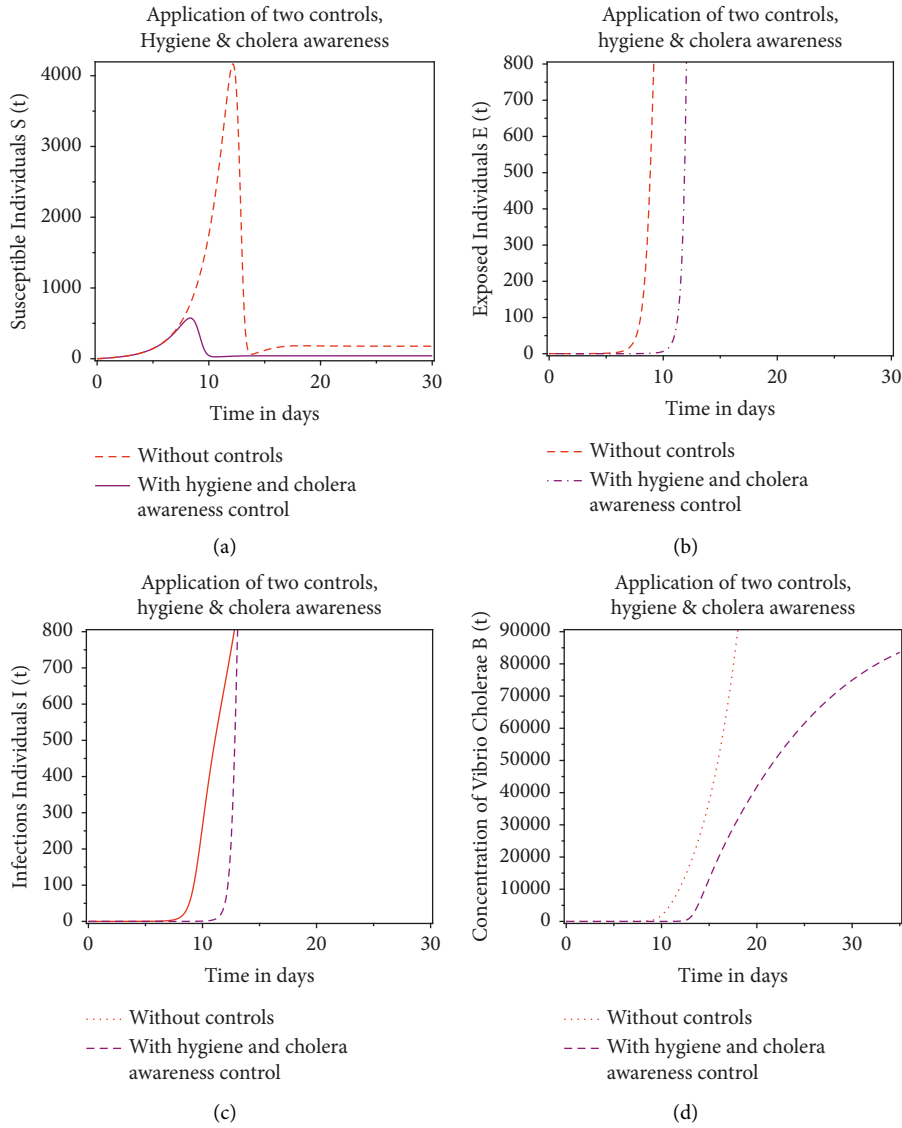 Application of two controls,
Hygiene & cholera awareness
Susceptible Individuals S (t)
4000
3000
2000
1000
0
0
10
20
30
Time in days
Without controls
With hygiene and cholera
awareness control
(a)
Application of two controls,
hygiene & cholera awareness
Exposed Individuals E (t)
800
700
600
500
400
300
200
100
0
0
10
20
30
Time in days
Without controls
With hygiene and cholera
awareness control
(b)
Application of two controls,
hygiene & cholera awareness
Infections Individuals I (t)
800
700
600
500
400
300
200
100
0
0
10
20
30
Time in days
Without controls
With hygiene and cholera
awareness control
(c)
Application of two controls,
hygiene & cholera awareness
Concentration of Vibrio Cholerae B (t)
90000
80000
70000
60000
50000
40000
30000
20000
10000
0
0
10
20
30
Time in days
Without controls
With hygiene and cholera
awareness control
(d)